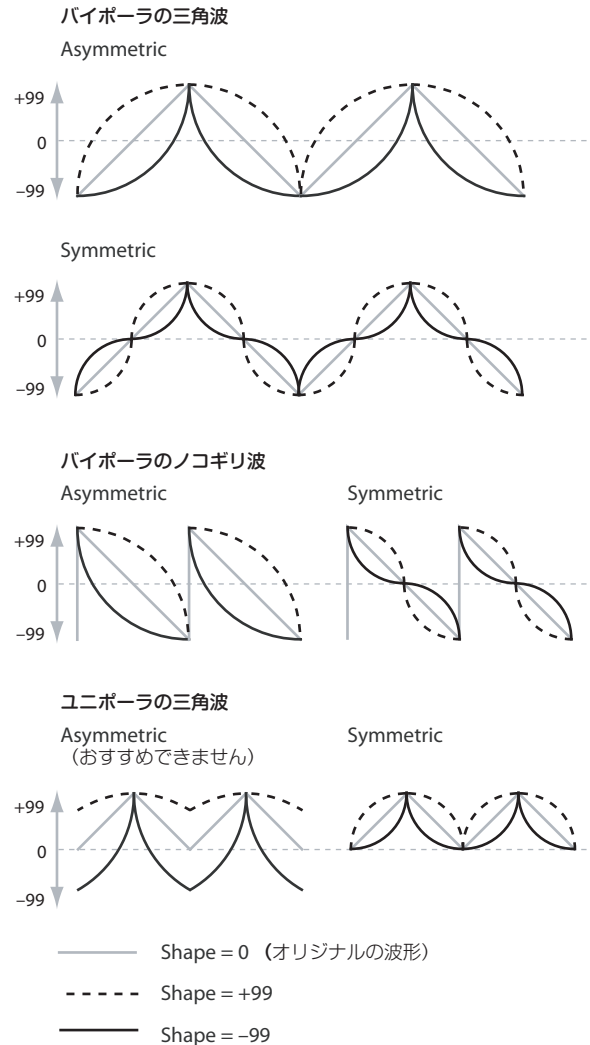 バイポーラの三角波
Asymmetric
+99
0
–99
Symmetric
+99
0
–99
バイポーラのノコギリ波
Asymmetric
Symmetric
+99
0
–99
ユニポーラの三角波
Asymmetric
（おすすめできません）
Symmetric
+99
0
–99
Shape = 0 （オリジナルの波形）
Shape = +99
Shape = –99